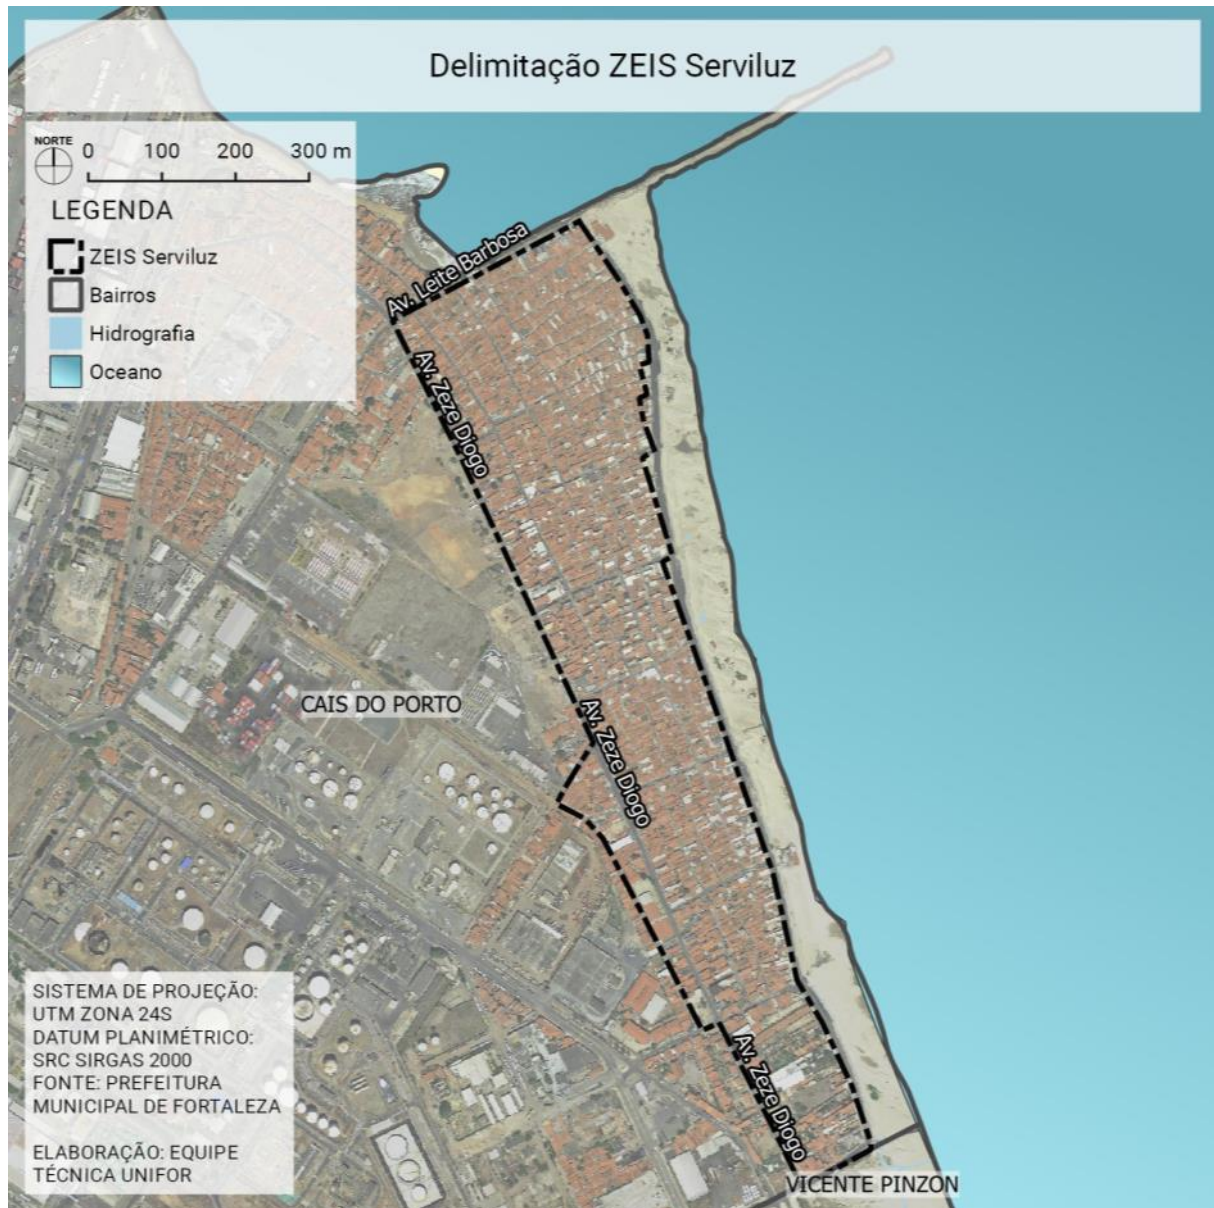 Delimitação ZEIS Serviluz
NORTE
0 100 200 300 m
LEGENDA
ZEIS Serviluz
Bairros
Hidrografia
Oceano
Av. Leite Barbosa
Av. Zeze Diogo
CAIS DO PORTO
Av. Zeze Diogo
SISTEMA DE PROJEÇÃO:
UTM ZONA 24S
DATUM PLANIMÉTRICO:
SRC SIRGAS 2000
FONTE: PREFEITURA
MUNICIPAL DE FORTALEZA
ELABORAÇÃO: EQUIPE
TÉCNICA UNIFOR
Av. Zeze Diogo
VICENTE PINZON